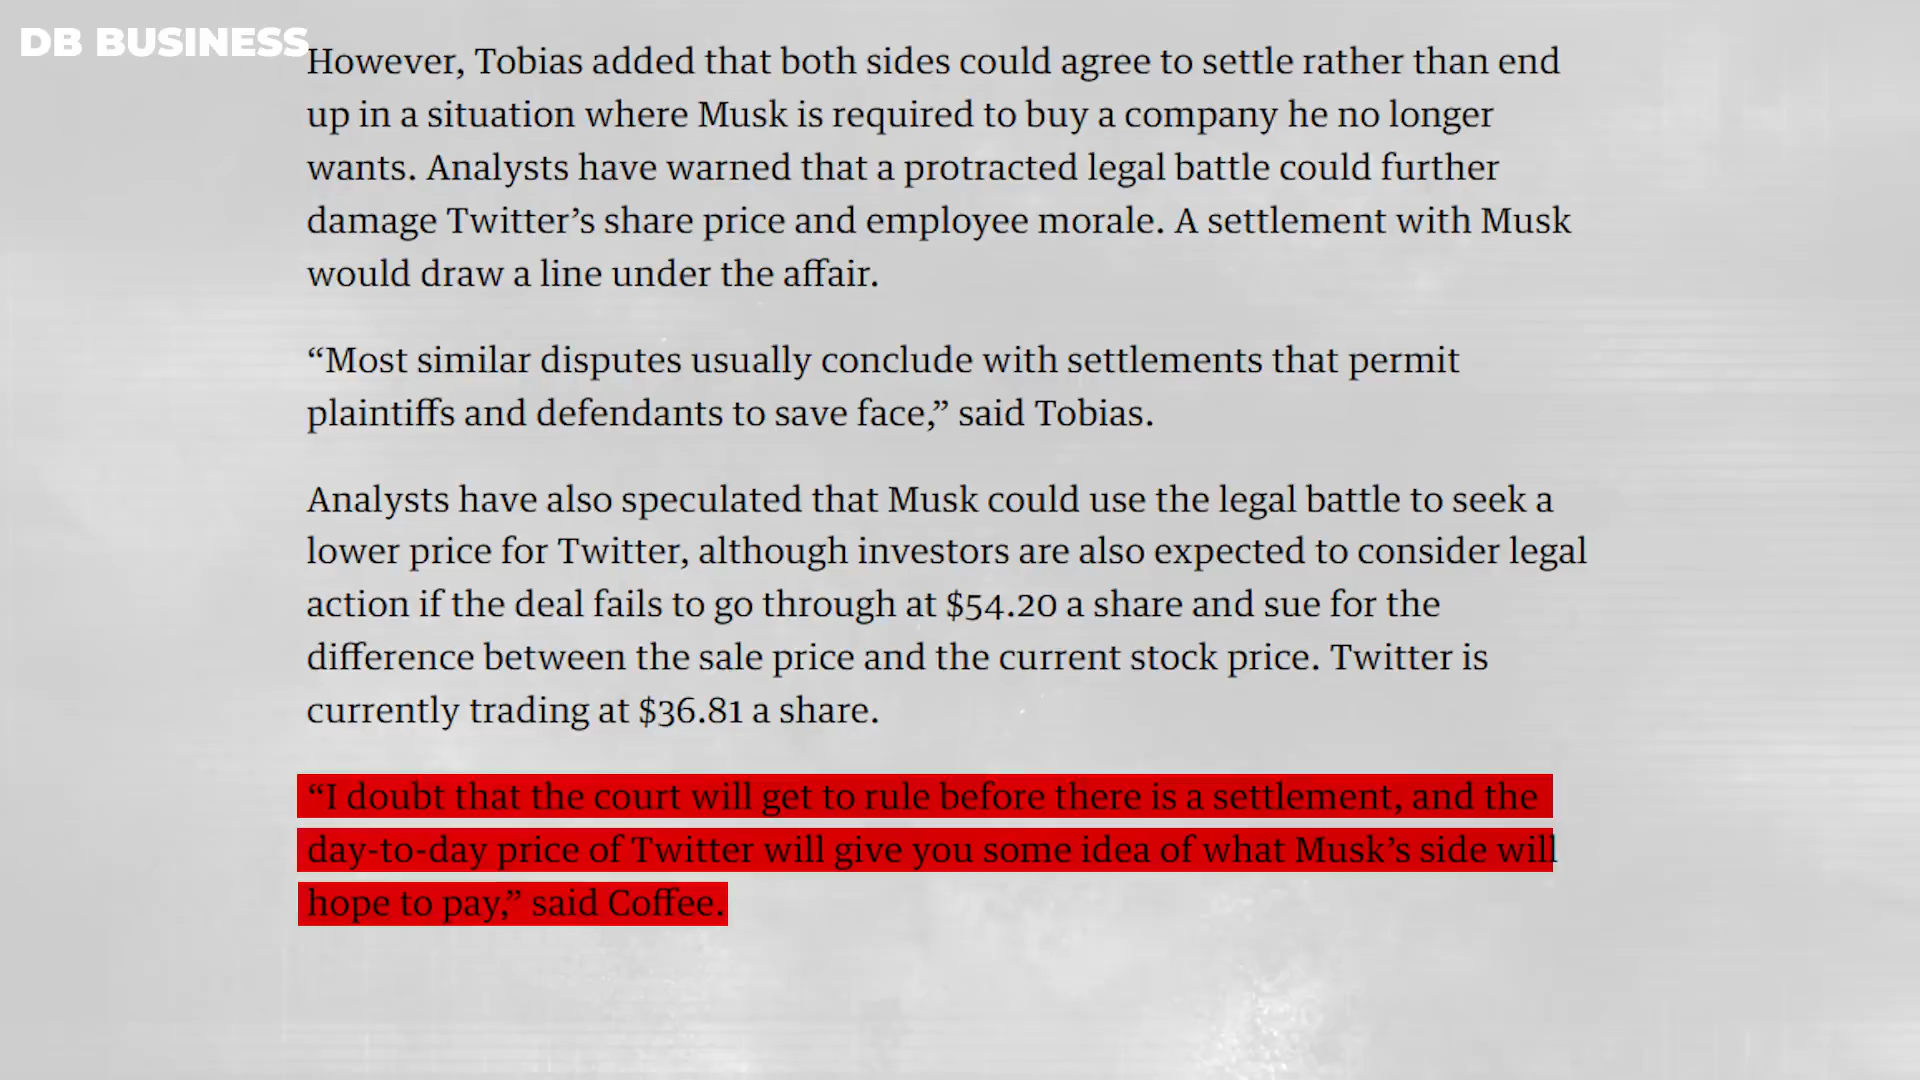 DB BUSINESS
However, Tobias added that both sides could agree to settle rather than end
up in a situation where Musk is required to buy a company he no longer
wants. Analysts have warned that a protracted legal battle could further
damage Twitter’s share price and employee morale. A settlement with Musk
would draw a line under the affair.
“Most similar disputes usually conclude with settlements that permit
plaintiffs and defendants to save face,” said Tobias.
Analysts have also speculated that Musk could use the legal battle to seek a
lower price for Twitter, although investors are also expected to consider legal
action if the deal fails to go through at $54.20 a share and sue for the
difference between the sale price and the current stock price. Twitter is
currently trading at $36.81 a share.
“I doubt that the court will get to rule before there is a settlement, and the
day-to-day price of Twitter will give you some idea of what Musk’s side will
hope to pay,” said Coffee.